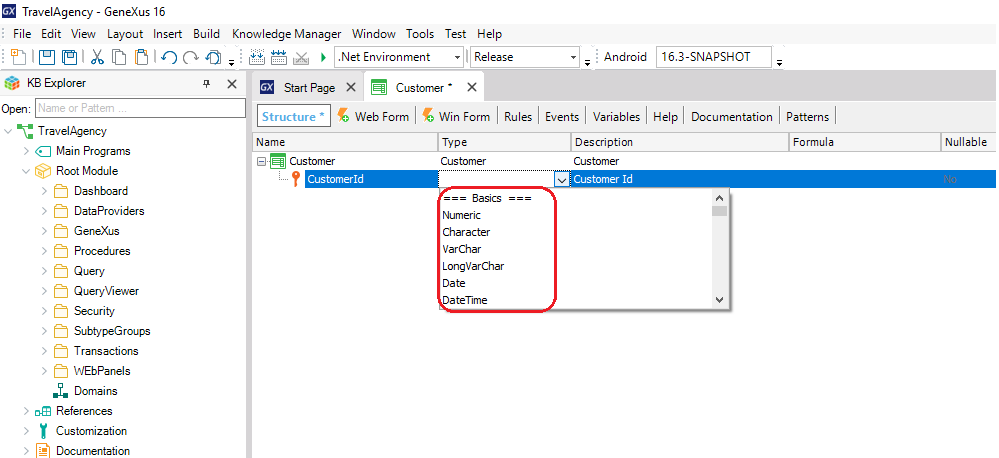 GX TravelAgency - GeneXus 16
File Edit View Layout Insert Build Knowledge Manager Window Tools Test Help
.Net Environment Release Android 16.3-SNAPSHOT
KB Explorer
Open: Name or Pattern ...
TravelAgency
Main Programs
Root Module
Dashboard
DataProviders
GeneXus
Procedures
Query
QueryViewer
Security
SubtypeGroups
Transactions
WEbPanels
Domains
References
Customization
Documentation
GX Start Page Customer *
Structure * Web Form Win Form Rules Events Variables Help Documentation Patterns
Name Type Description Formula Nullable
Customer Customer Customer
CustomerId Customer Id No
=== Basics ===
Numeric
Character
VarChar
LongVarChar
Date
DateTime